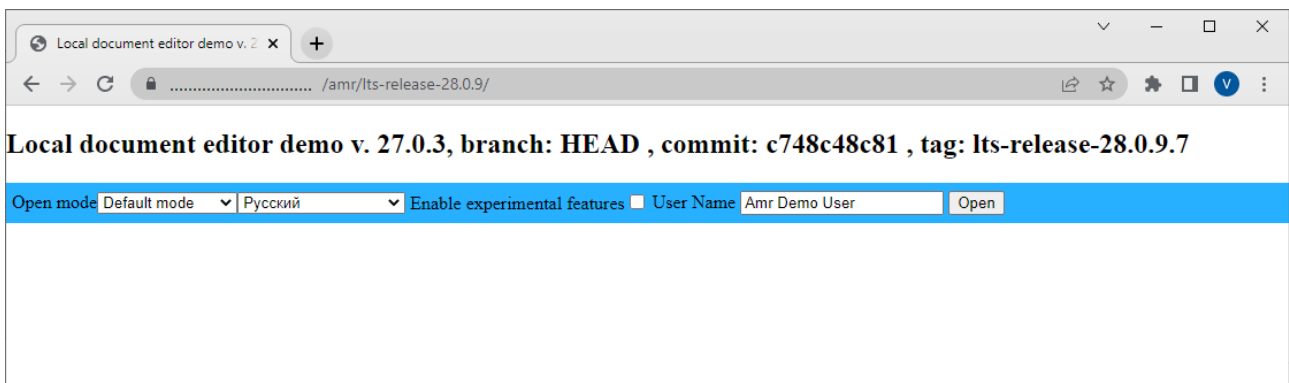 Local document editor demo v. 2
/amr/lts-release-28.0.9/
V
Local document editor demo v. 27.0.3, branch: HEAD , commit: c748c48c81 , tag: lts-release-28.0.9.7
Open mode Default mode Русский Enable experimental features User Name Amr Demo User Open